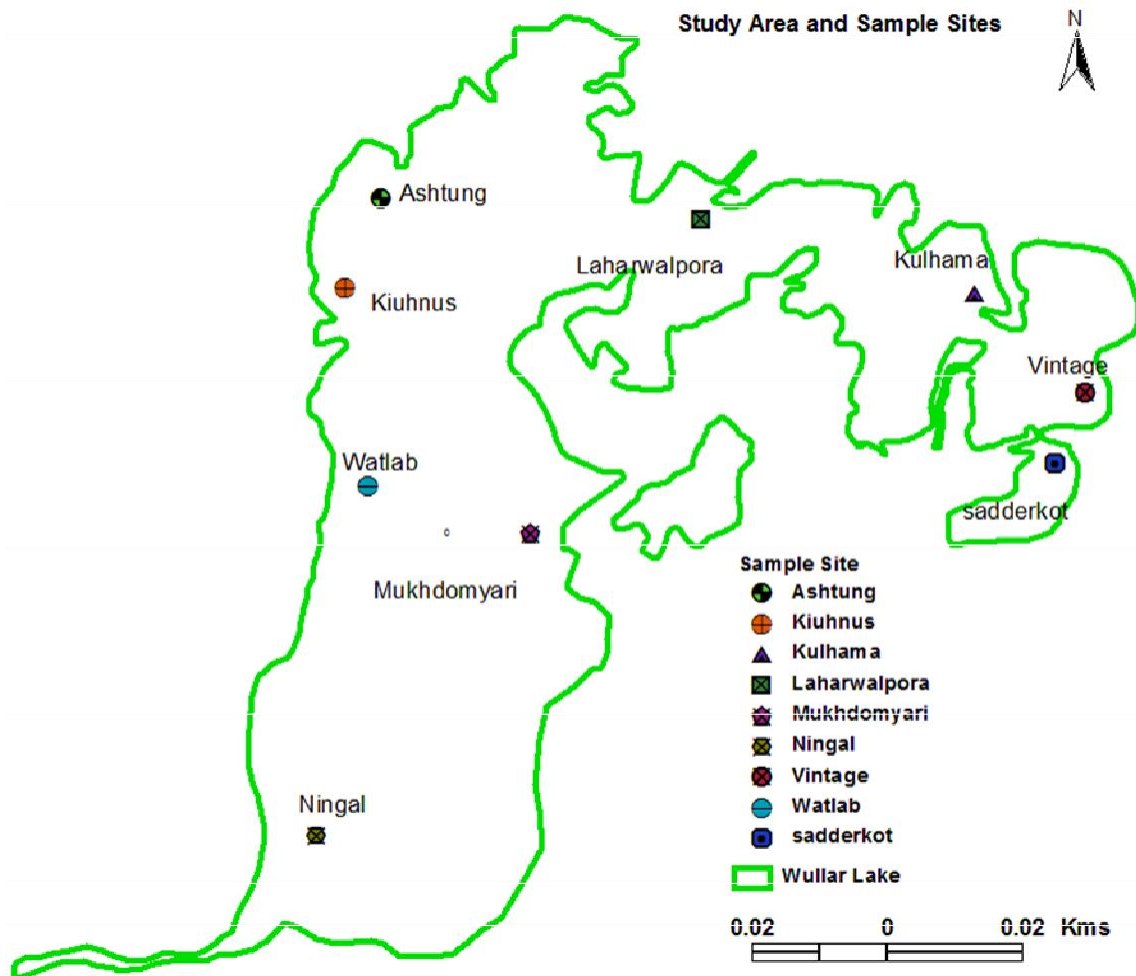 Study Area and Sample Sites
N
Ashtung
Laharwalpora
Kulhama
Kiuhnus
Vintage
Watlab
sadderkot
Mukhdomyari
Ningal
Sample Site
Ashtung
Kiuhnus
Kulhama
Laharwalpora
Mukhdomyari
Ningal
Vintage
Watlab
sadderkot
Wullar Lake
0.02 0 0.02 Kms